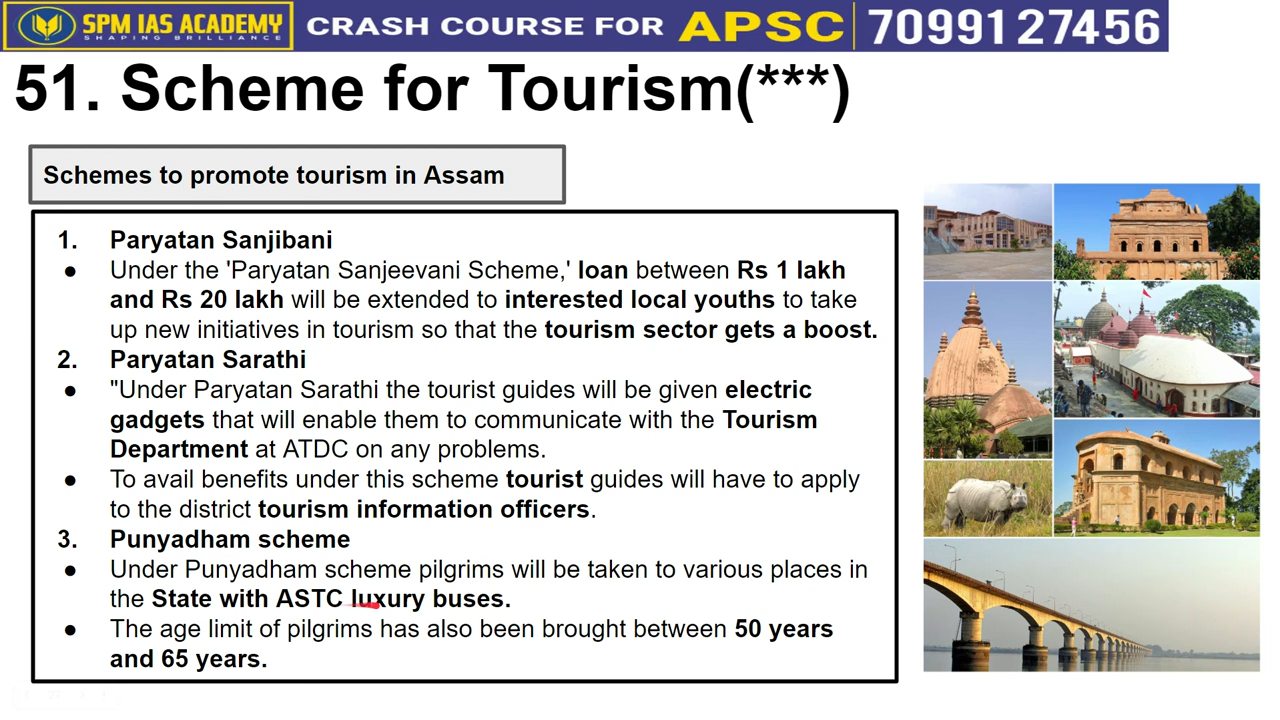 SPM IAS ACADEMY
SHAPING BRILLIANCE
CRASH COURSE FOR APSC 7099127456
51. Scheme for Tourism(***)
Schemes to promote tourism in Assam
1. Paryatan Sanjibani
● Under the 'Paryatan Sanjeevani Scheme,' loan between Rs 1 lakh
and Rs 20 lakh will be extended to interested local youths to take
up new initiatives in tourism so that the tourism sector gets a boost.
2. Paryatan Sarathi
● "Under Paryatan Sarathi the tourist guides will be given electric
gadgets that will enable them to communicate with the Tourism
Department at ATDC on any problems.
● To avail benefits under this scheme tourist guides will have to apply
to the district tourism information officers.
3. Punyadham scheme
● Under Punyadham scheme pilgrims will be taken to various places in
the State with ASTC luxury buses.
● The age limit of pilgrims has also been brought between 50 years
and 65 years.